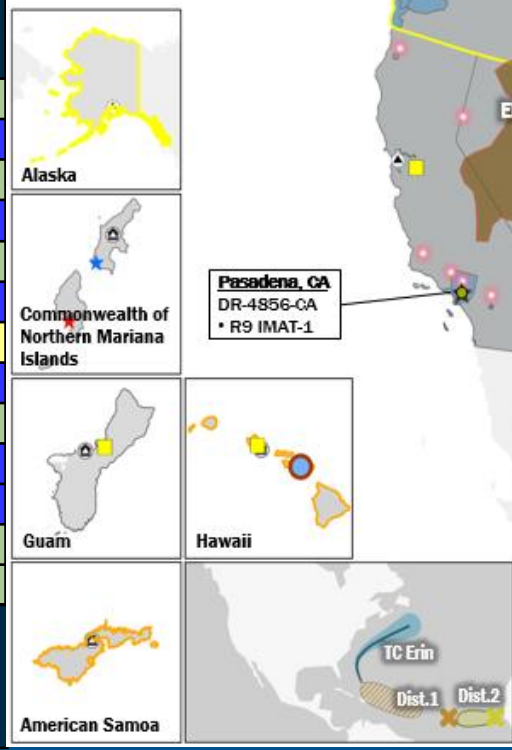 Alaska
Commonwealth of
Northern Mariana
Islands
Pasadena, CA
DR-4856-CA
• R9 IMAT-1
E
Guam
Hawaii
American Samoa
TC Erin
Dist.1
Dist.2